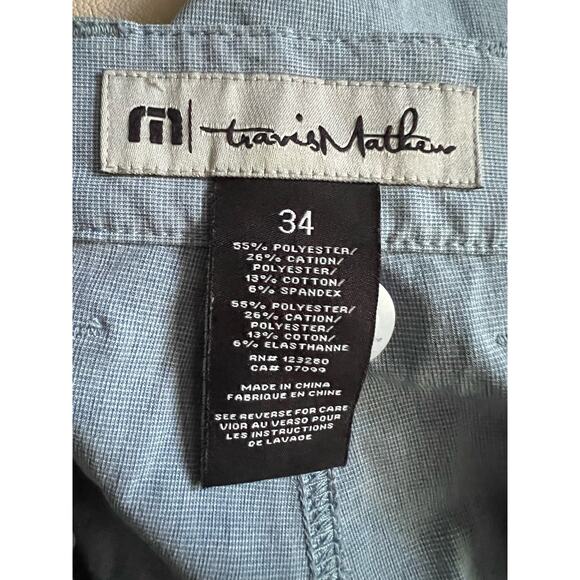 travisMathew
34
55% POLYESTER/
26% CATION/
POLYESTER/
13% COTTON/
6% SPANDEX
55% POLYESTER/
26% CATION/
POLYESTER/
13% COTON/
6% ELASTHANNE
RN# 123280
CA# 07099
MADE IN CHINA
FABRIQUE EN CHINE
SEE REVERSE FOR CARE
VIOR AU VERSO POUR
LES INSTRUCTIONS
DE LAVAGE